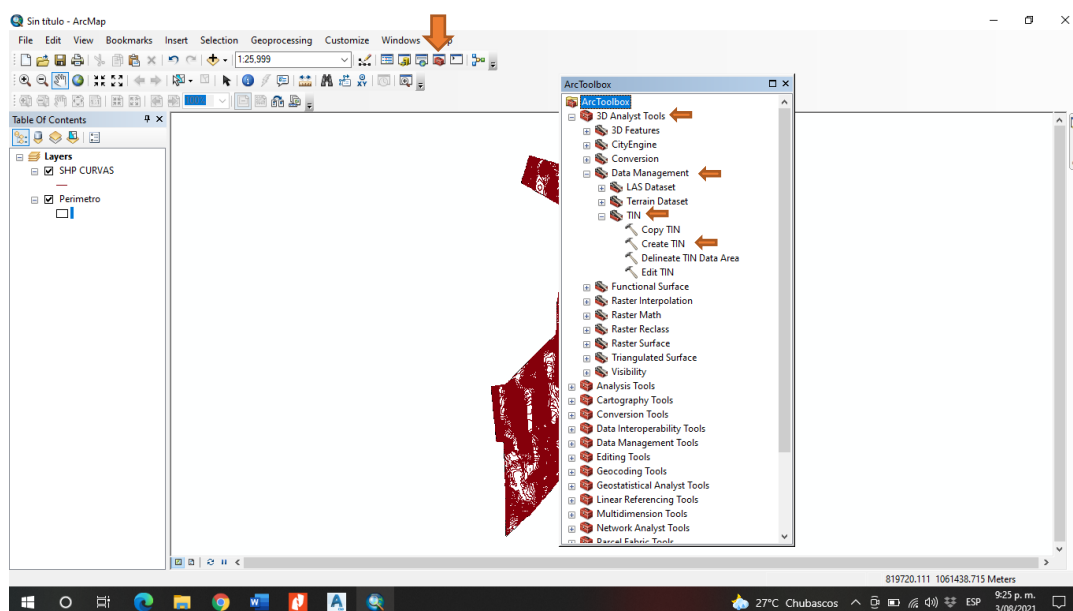 Sin título - ArcMap
File Edit View Bookmarks Insert Selection Geoprocessing Customize Windows
1:25,999
Table Of Contents
Layers
SHP CURVAS
Perimetro
ArcToolbox
ArcToolbox
3D Analyst Tools
3D Features
CityEngine
Conversion
Data Management
LAS Dataset
Terrain Dataset
TIN
Copy TIN
Create TIN
Delineate TIN Data Area
Edit TIN
Functional Surface
Raster Interpolation
Raster Math
Raster Reclass
Raster Surface
Triangulated Surface
Visibility
Analysis Tools
Cartography Tools
Conversion Tools
Data Interoperability Tools
Data Management Tools
Editing Tools
Geocoding Tools
Geostatistical Analyst Tools
Linear Referencing Tools
Multidimension Tools
Network Analyst Tools
Parcel Fabric Tools
819720.111 1061438.715 Meters
27°C Chubascos
ESP
9:25 p. m.
3/08/2021